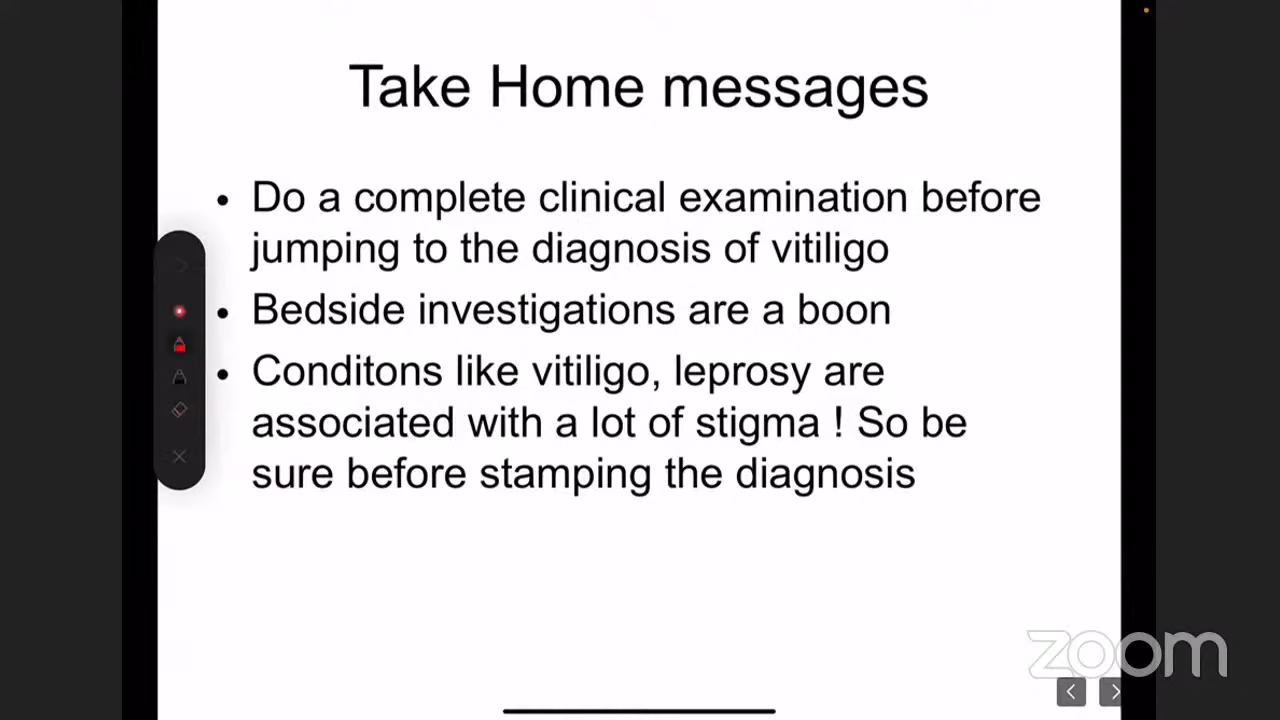 Take Home messages
• Do a complete clinical examination before
jumping to the diagnosis of vitiligo
• Bedside investigations are a boon
• Conditons like vitiligo, leprosy are
associated with a lot of stigma ! So be
sure before stamping the diagnosis
zoom